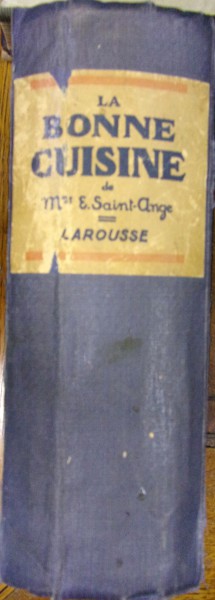 LA
BONNE
CUISINE
de
Mme E. Saint-Ange
LAROUSSE